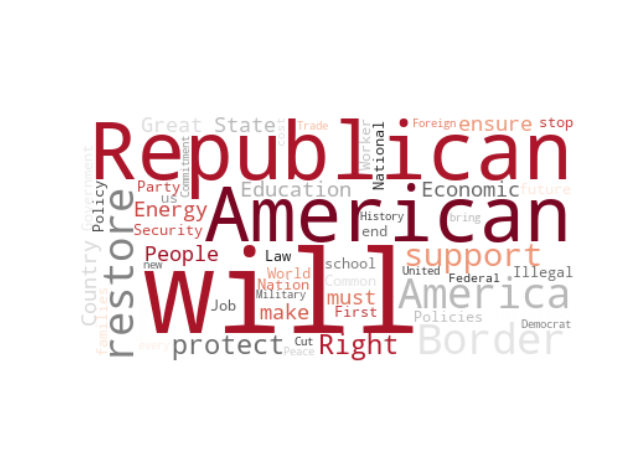 Great State cost Trade Worker National Foreign ensure stop
Republican
Government Commitment
Policy Party us Education Economic future
Energy American History bring
Security end
restore People Law school support
Country new World Nation Common United Federal Illegal
Will Military must America
families Job make First Policies Democrat
every protect Cut Peace Right Border